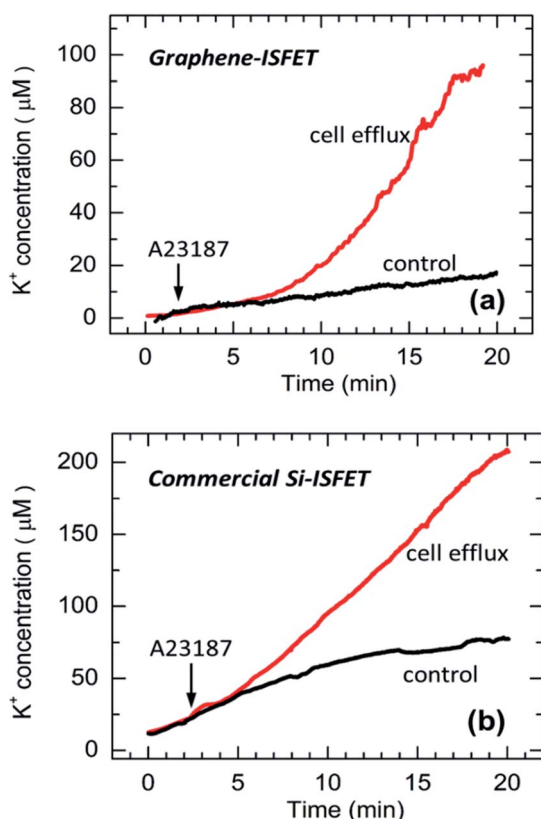 Graphene-ISFET
cell efflux
A23187
control
(a)
K⁺ concentration ( μM )
100
80
60
40
20
0
0 5 10 15 20
Time (min)
Commercial Si-ISFET
cell efflux
A23187
control
(b)
K⁺ concentration ( μM )
200
150
100
50
0
0 5 10 15 20
Time (min)